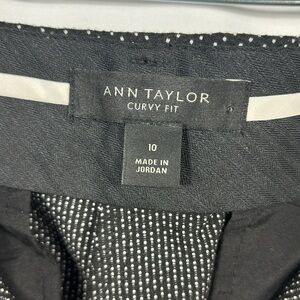 ANN TAYLOR
CURVY FIT
10
MADE IN
JORDAN